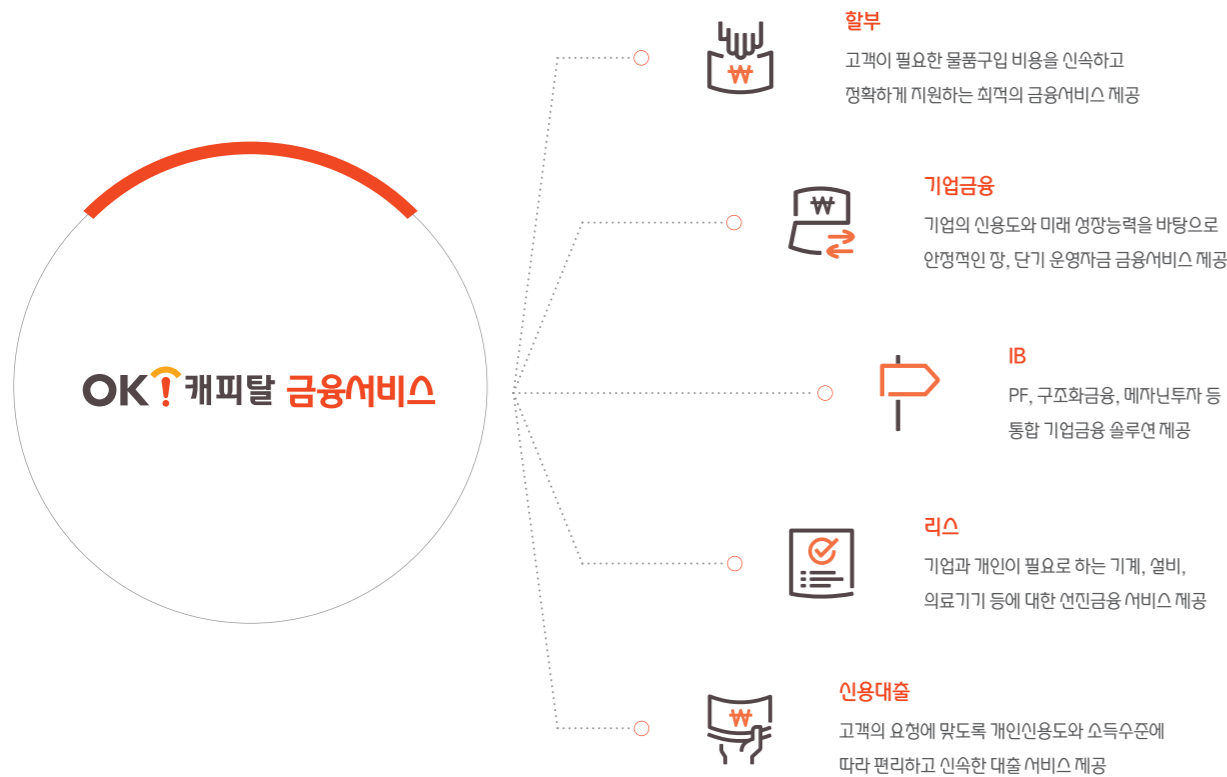 OK! 캐피탈 금융서비스
할부
고객이 필요한 물품구입 비용을 신속하고
정확하게 지원하는 최적의 금융서비스 제공
₩
기업금융
기업의 신용도와 미래 성장능력을 바탕으로
안정적인 장, 단기 운영자금 금융서비스 제공
₩
IB
PF, 구조화금융, 메자닌투자 등
통합 기업금융 솔루션 제공
리스
기업과 개인이 필요로 하는 기계, 설비,
의료기기 등에 대한 선진금융 서비스 제공
신용대출
고객의 요청에 맞도록 개인신용도와 소득수준에
따라 편리하고 신속한 대출 서비스 제공
₩